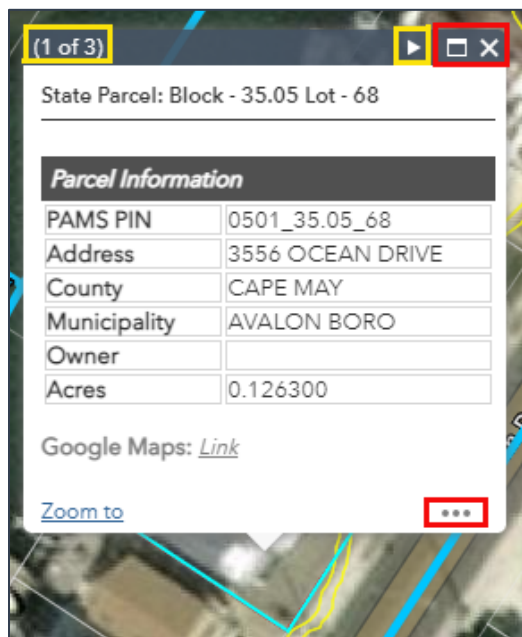 (1 of 3)
State Parcel: Block - 35.05 Lot - 68
Parcel Information
PAMS PIN 0501_35.05_68
Address 3556 OCEAN DRIVE
County CAPE MAY
Municipality AVALON BORO
Owner
Acres 0.126300
Google Maps: Link
Zoom to